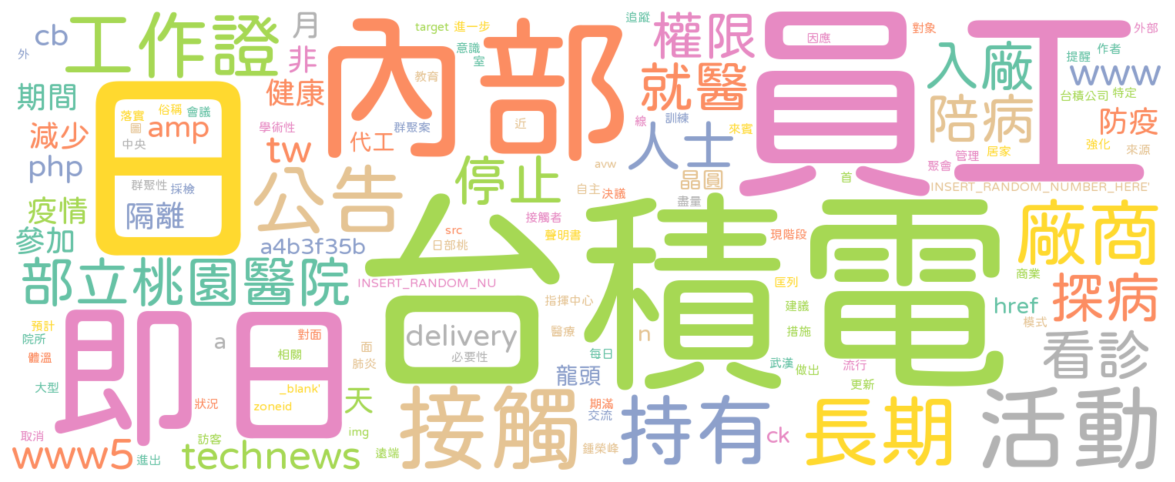 target 進一步
追蹤
權限
員工
對象
外部
cb
工作證
月
非
內部
意識
室
因應
入廠
提醒 作者
外
www
期間
日
落實
俗稱 會議
圖
amp
中央
健康
教育
就醫
陪病
台積公司 特定
防疫
減少
學術性
群聚案
近
線 訓練
來賓
強化 來源
居家
管理
php
tw
代工
人士
聚會
群聚性 採檢
avw
晶圓
首
疫情
隔離
公告
停止
自主 決議
盡量
INSERT_RANDOM_NUMBER_HERE'
參加
a4b3f35b
src
日部桃
接觸者
聲明書
台積電
現階段
廠商
部立桃園醫院
INSERT_RANDOM_NU
匡列
商業
探病
即日
預計
院所
體溫
a
對面
相關
面
肺炎
delivery
必要性
指揮中心
醫療
n
每日
建議
措施
武漢 做出
href
模式
看診
大型
狀況
_blank'
zoneid
天
龍頭
流行
更新
取消
訪客
img
接觸
期滿
交流
持有
長期
活動
www5 進出
technews
遠端
鍾榮峰
ck